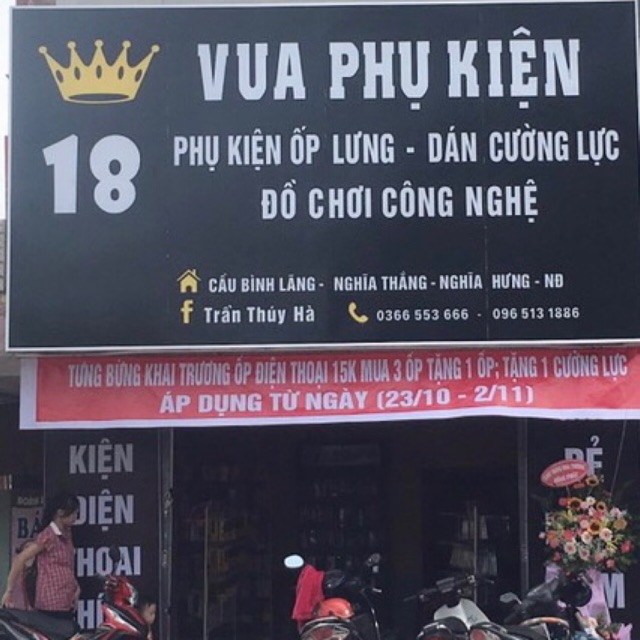 VUA PHỤ KIỆN
18
PHỤ KIỆN ỐP LƯNG - DÁN CƯỜNG LỰC
ĐỒ CHƠI CÔNG NGHỆ
CẦU BÌNH LÃNG - NGHĨA THẮNG - NGHĨA HƯNG - NĐ
Trần Thúy Hà 0366 553 666 - 096 513 1886
TƯNG BỪNG KHAI TRƯƠNG ỐP ĐIỆN THOẠI 15K MUA 3 ỐP TẶNG 1 ỐP; TẶNG 1 CƯỜNG LỰC
ÁP DỤNG TỪ NGÀY (23/10 - 2/11)
KIỆN
ĐIỆN
THOẠI